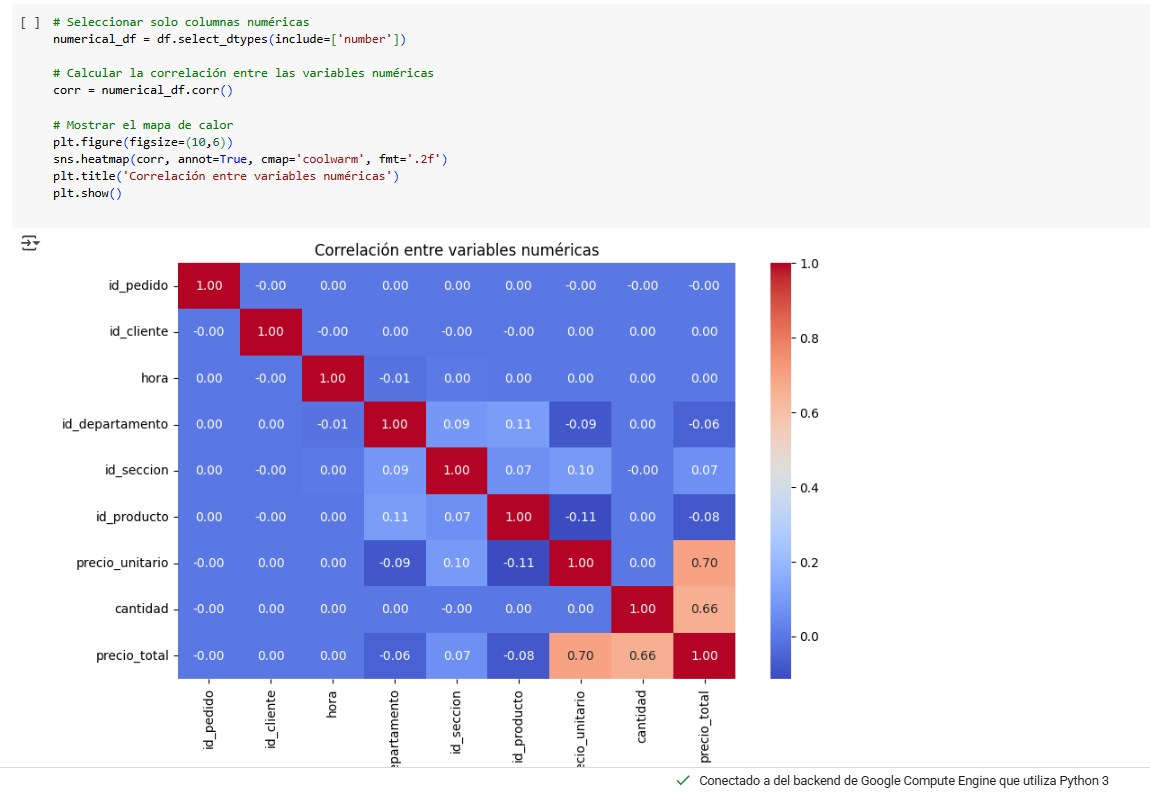 [ ] # Seleccionar solo columnas numéricas
numerical_df = df.select_dtypes(include=['number'])
# Calcular la correlación entre las variables numéricas
corr = numerical_df.corr()
# Mostrar el mapa de calor
plt.figure(figsize=(10,6))
sns.heatmap(corr, annot=True, cmap='coolwarm', fmt='.2f')
plt.title('Correlación entre variables numéricas')
plt.show()
Correlación entre variables numéricas
id_pedido 1.00 -0.00 0.00 0.00 0.00 0.00 -0.00 -0.00 -0.00
id_cliente -0.00 1.00 -0.00 0.00 -0.00 -0.00 0.00 0.00 0.00
hora 0.00 -0.00 1.00 -0.01 0.00 0.00 0.00 0.00 0.00
id_departamento 0.00 0.00 -0.01 1.00 0.09 0.11 -0.09 0.00 -0.06
id_seccion 0.00 -0.00 0.00 0.09 1.00 0.07 0.10 -0.00 0.07
id_producto 0.00 -0.00 0.00 0.11 0.07 1.00 -0.11 0.00 -0.08
precio_unitario -0.00 0.00 0.00 -0.09 0.10 -0.11 1.00 0.00 0.70
cantidad -0.00 0.00 0.00 0.00 -0.00 0.00 0.00 1.00 0.66
precio_total -0.00 0.00 0.00 -0.06 0.07 -0.08 0.70 0.66 1.00
id_pedido
id_cliente
hora
epartamento
id_seccion
id_producto
ecio_unitario
cantidad
precio_total
1.0
0.8
0.6
0.4
0.2
0.0
Conectado a del backend de Google Compute Engine que utiliza Python 3